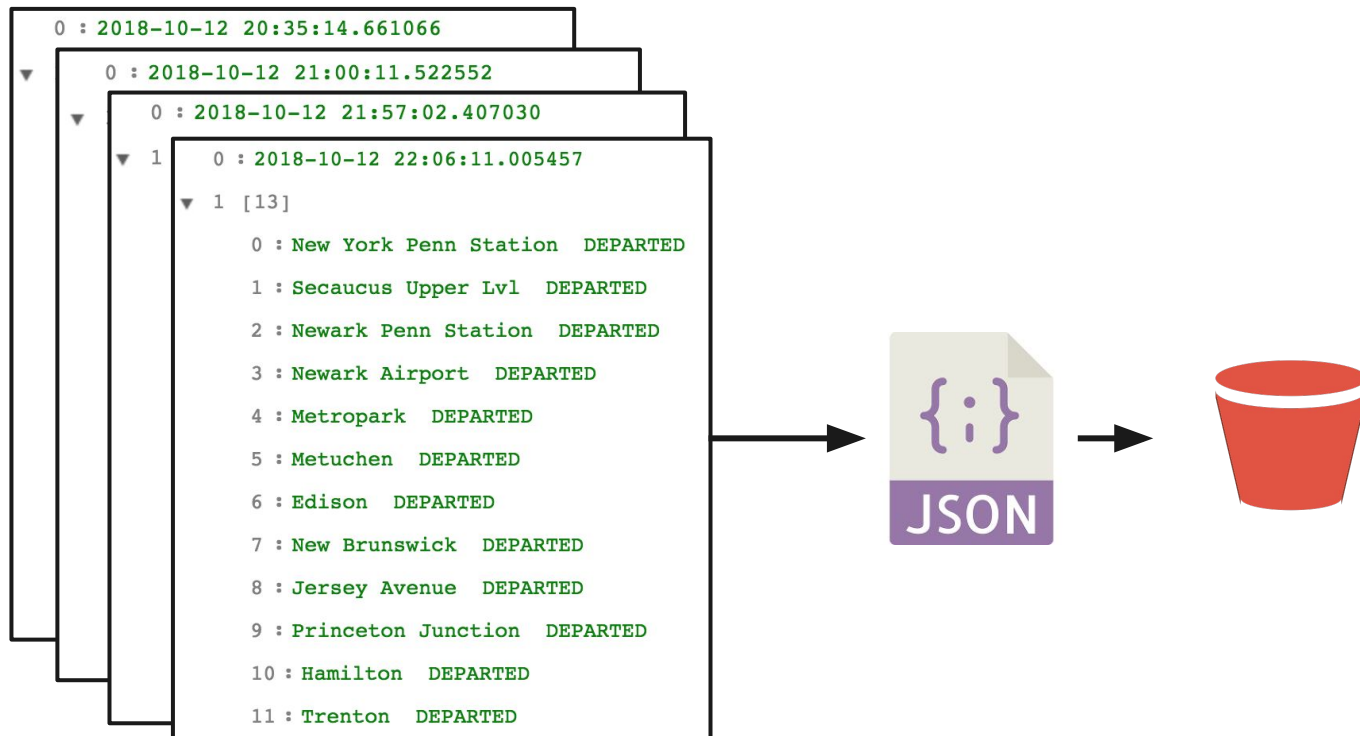 0 : 2018-10-12 20:35:14.661066
0 : 2018-10-12 21:00:11.522552
0 : 2018-10-12 21:57:02.407030
1
0 : 2018-10-12 22:06:11.005457
1 [13]
0 : New York Penn Station DEPARTED
1 : Secaucus Upper Lvl DEPARTED
2 : Newark Penn Station DEPARTED
3 : Newark Airport DEPARTED
4 : Metropark DEPARTED
5 : Metuchen DEPARTED
6 : Edison DEPARTED
7 : New Brunswick DEPARTED
8 : Jersey Avenue DEPARTED
9 : Princeton Junction DEPARTED
10 : Hamilton DEPARTED
11 : Trenton DEPARTED
{;}
JSON